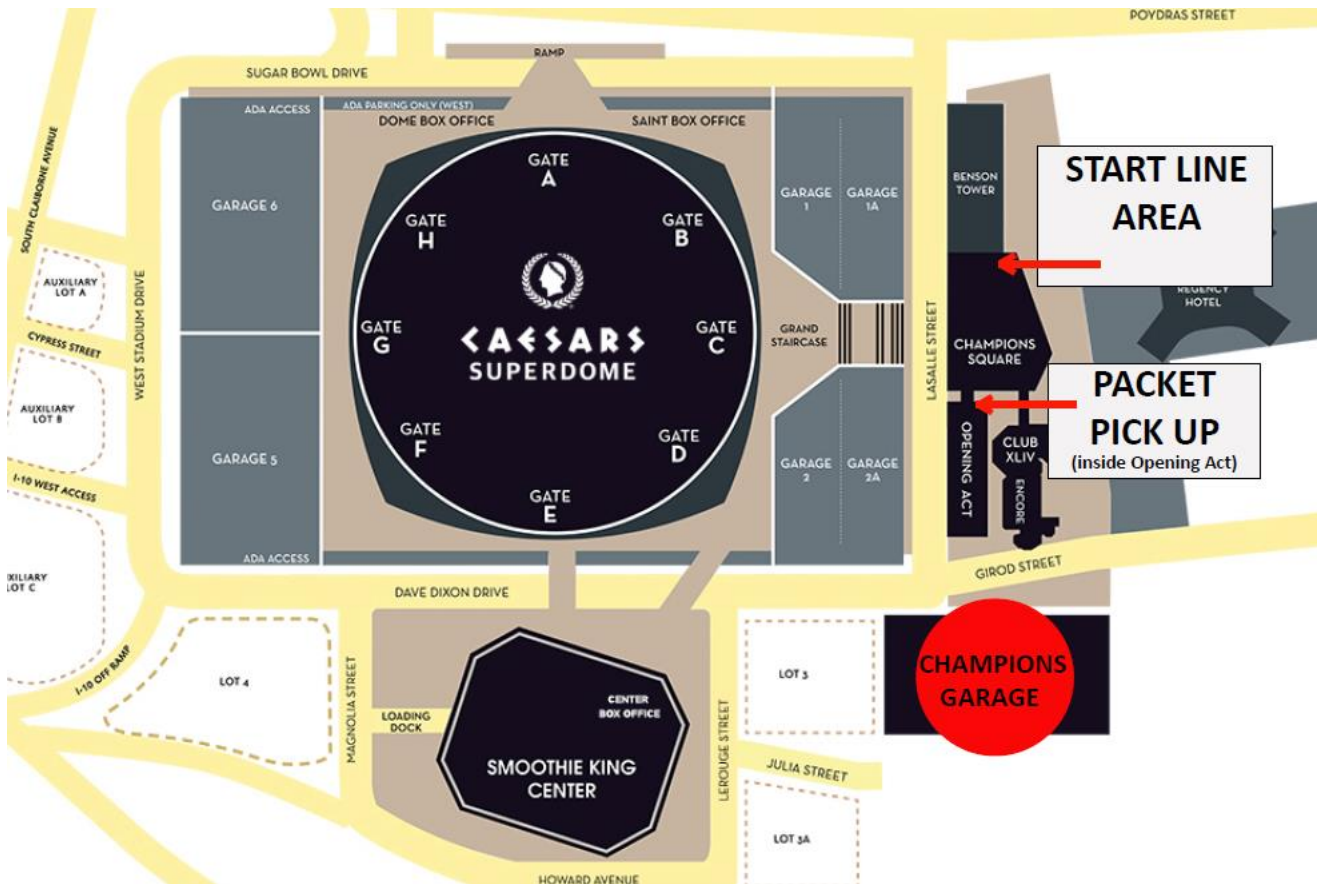 POYDRAS STREET
RAMP
SUGAR BOWL DRIVE
ADA ACCESS
ADA PARKING ONLY (WEST)
DOME BOX OFFICE
SAINT BOX OFFICE
SOUTH CLAIBORNE AVENUE
GATE
A
GATE
H
GATE
B
GARAGE 6
GARAGE
1
GARAGE
1A
BENSON
TOWER
START LINE
AREA
AUXILIARY
LOT A
WEST STADIUM DRIVE
REGENCY
HOTEL
CYPRESS STREET
GATE
G
CAESARS
SUPERDOME
GATE
C
GRAND
STAIRCASE
LASALLE STREET
CHAMPIONS
SQUARE
AUXILIARY
LOT B
PACKET
PICK UP
(inside Opening Act)
GATE
F
GATE
D
GARAGE 5
GARAGE
2
GARAGE
2A
OPENING ACT
CLUB
XLIV
ENCORE
I-10 WEST ACCESS
GATE
E
ADA ACCESS
GIROD STREET
XILIARY
LOT C
DAVE DIXON DRIVE
I-10 OFF RAMP
LOT 4
MAGNOLIA STREET
LOADING
DOCK
CENTER
BOX OFFICE
SMOOTHIE KING
CENTER
LEROUGE STREET
LOT 3
CHAMPIONS
GARAGE
JULIA STREET
LOT 3A
HOWARD AVENUE